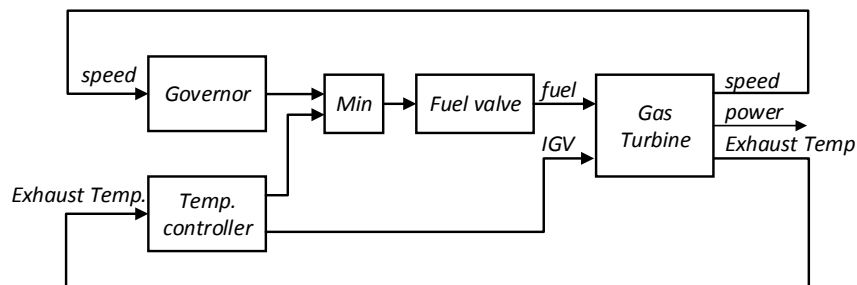 speed
Governor
Min
Fuel valve
fuel
Gas
Turbine
speed
power
Exhaust Temp
IGV
Exhaust Temp.
Temp.
controller